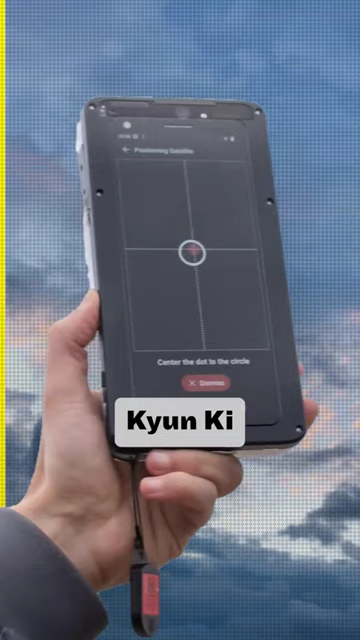 Positioning Satellite
Center the dot to the circle
Dismiss
Kyun Ki